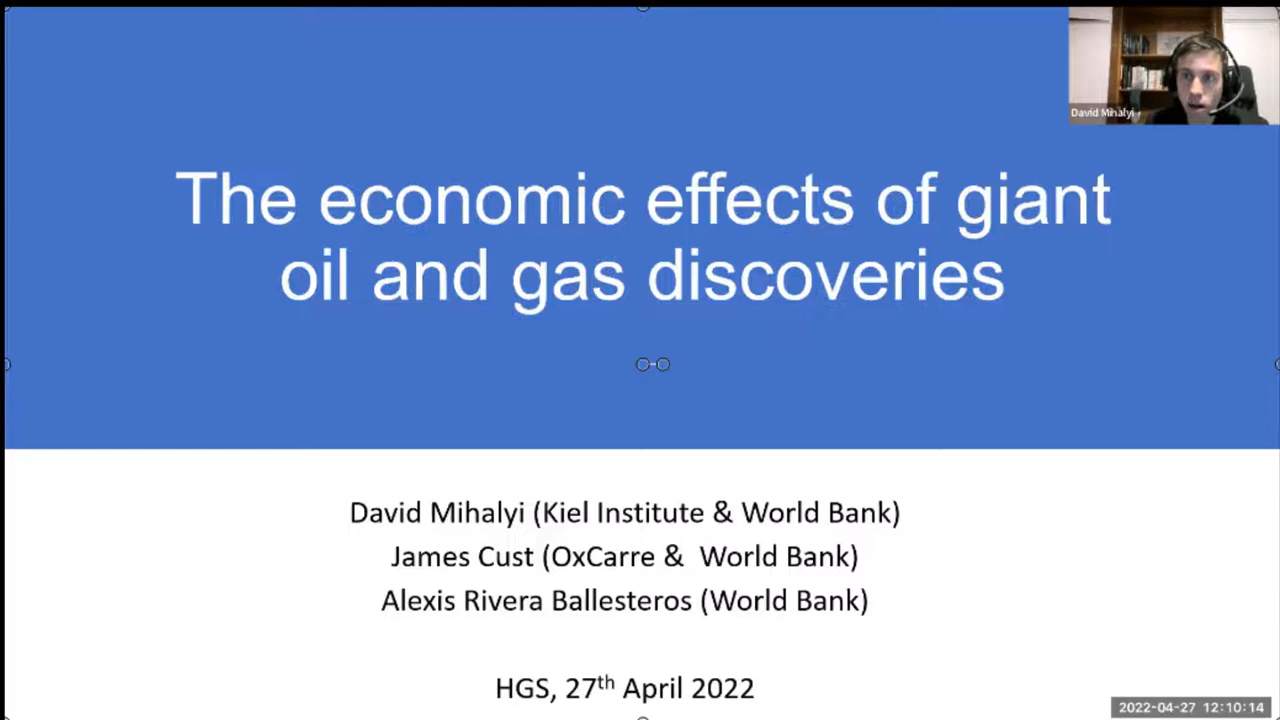 David Mihalyi
The economic effects of giant
oil and gas discoveries
David Mihalyi (Kiel Institute & World Bank)
James Cust (OxCarre & World Bank)
Alexis Rivera Ballesteros (World Bank)
HGS, 27th April 2022
2022-04-27 12:10:14